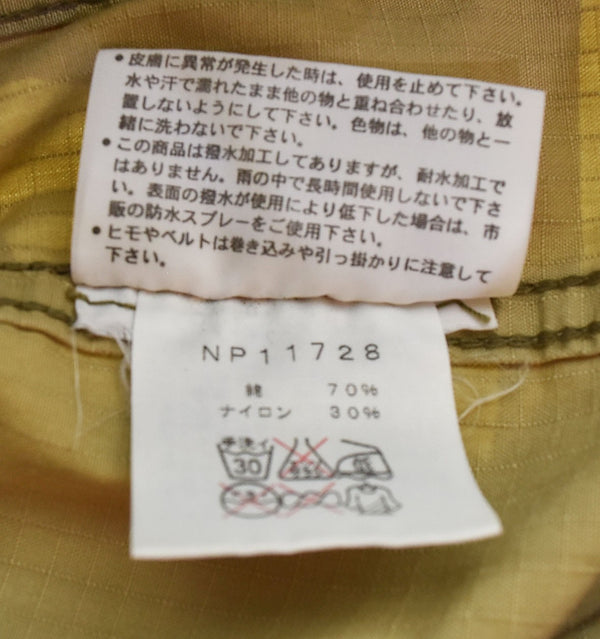 • 皮膚に異常が発生した時は、使用を止めて下さい。
水や汗で濡れたまま他の物と重ね合わせたり、放
置しないようにして下さい。色物は、他の物と一
緒に洗わないで下さい。
• この商品は撥水加工してありますが、耐水加工で
はありません。雨の中で長時間使用しないで下さ
い。表面の撥水が使用により低下した場合は、市
販の防水スプレーをご使用下さい。
• ヒモやベルトは巻き込みや引っ掛かりに注意して
下さい。
NP11728
綿 70%
ナイロン 30%
手洗イ
30